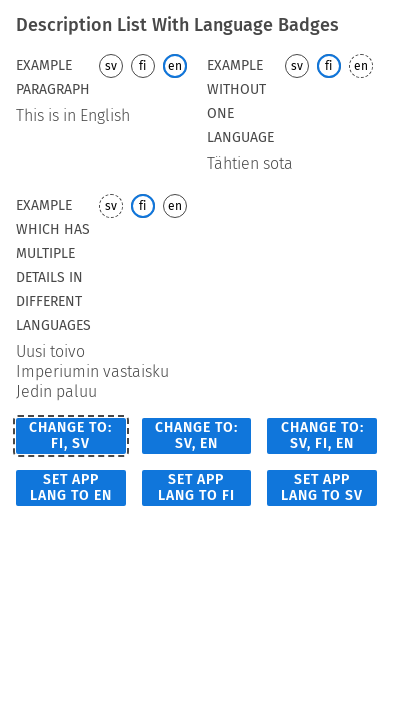 Description List With Language Badges
EXAMPLE PARAGRAPH
sv fi en
This is in English
EXAMPLE WITHOUT ONE LANGUAGE
sv fi en
Tähtien sota
EXAMPLE WHICH HAS MULTIPLE DETAILS IN DIFFERENT LANGUAGES
sv fi en
Uusi toivo
Imperiumin vastaisku
Jedin paluu
CHANGE TO: FI, SV
CHANGE TO: SV, EN
CHANGE TO: SV, FI, EN
SET APP LANG TO EN
SET APP LANG TO FI
SET APP LANG TO SV